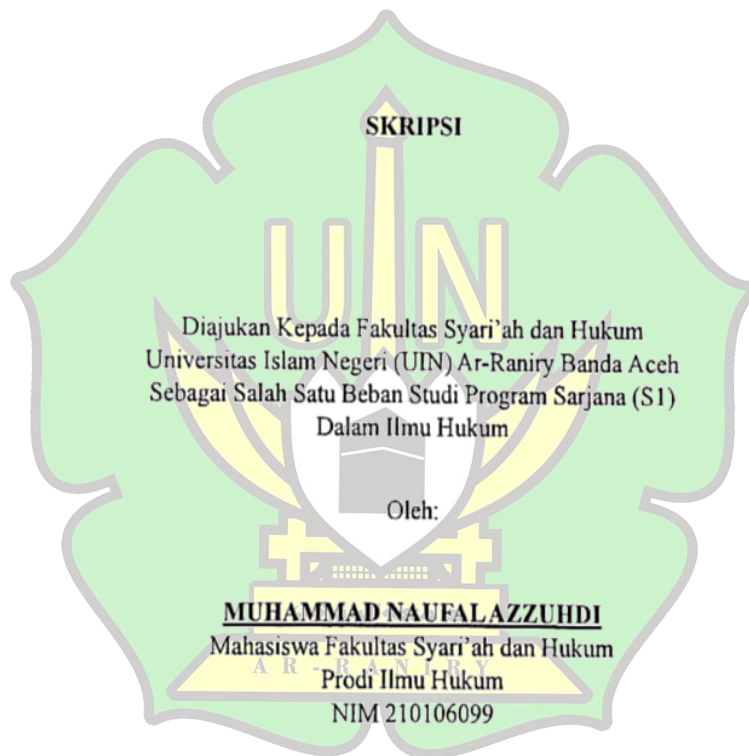 SKRIPSI
UIN
Diajukan Kepada Fakultas Syari'ah dan Hukum
Universitas Islam Negeri (UIN) Ar-Raniry Banda Aceh
Sebagai Salah Satu Beban Studi Program Sarjana (S1)
Dalam Ilmu Hukum
Oleh:
MUHAMMAD NAUFAL AZZUHDI
Mahasiswa Fakultas Syari'ah dan Hukum
AR-RANIRY
Prodi Ilmu Hukum
NIM 210106099